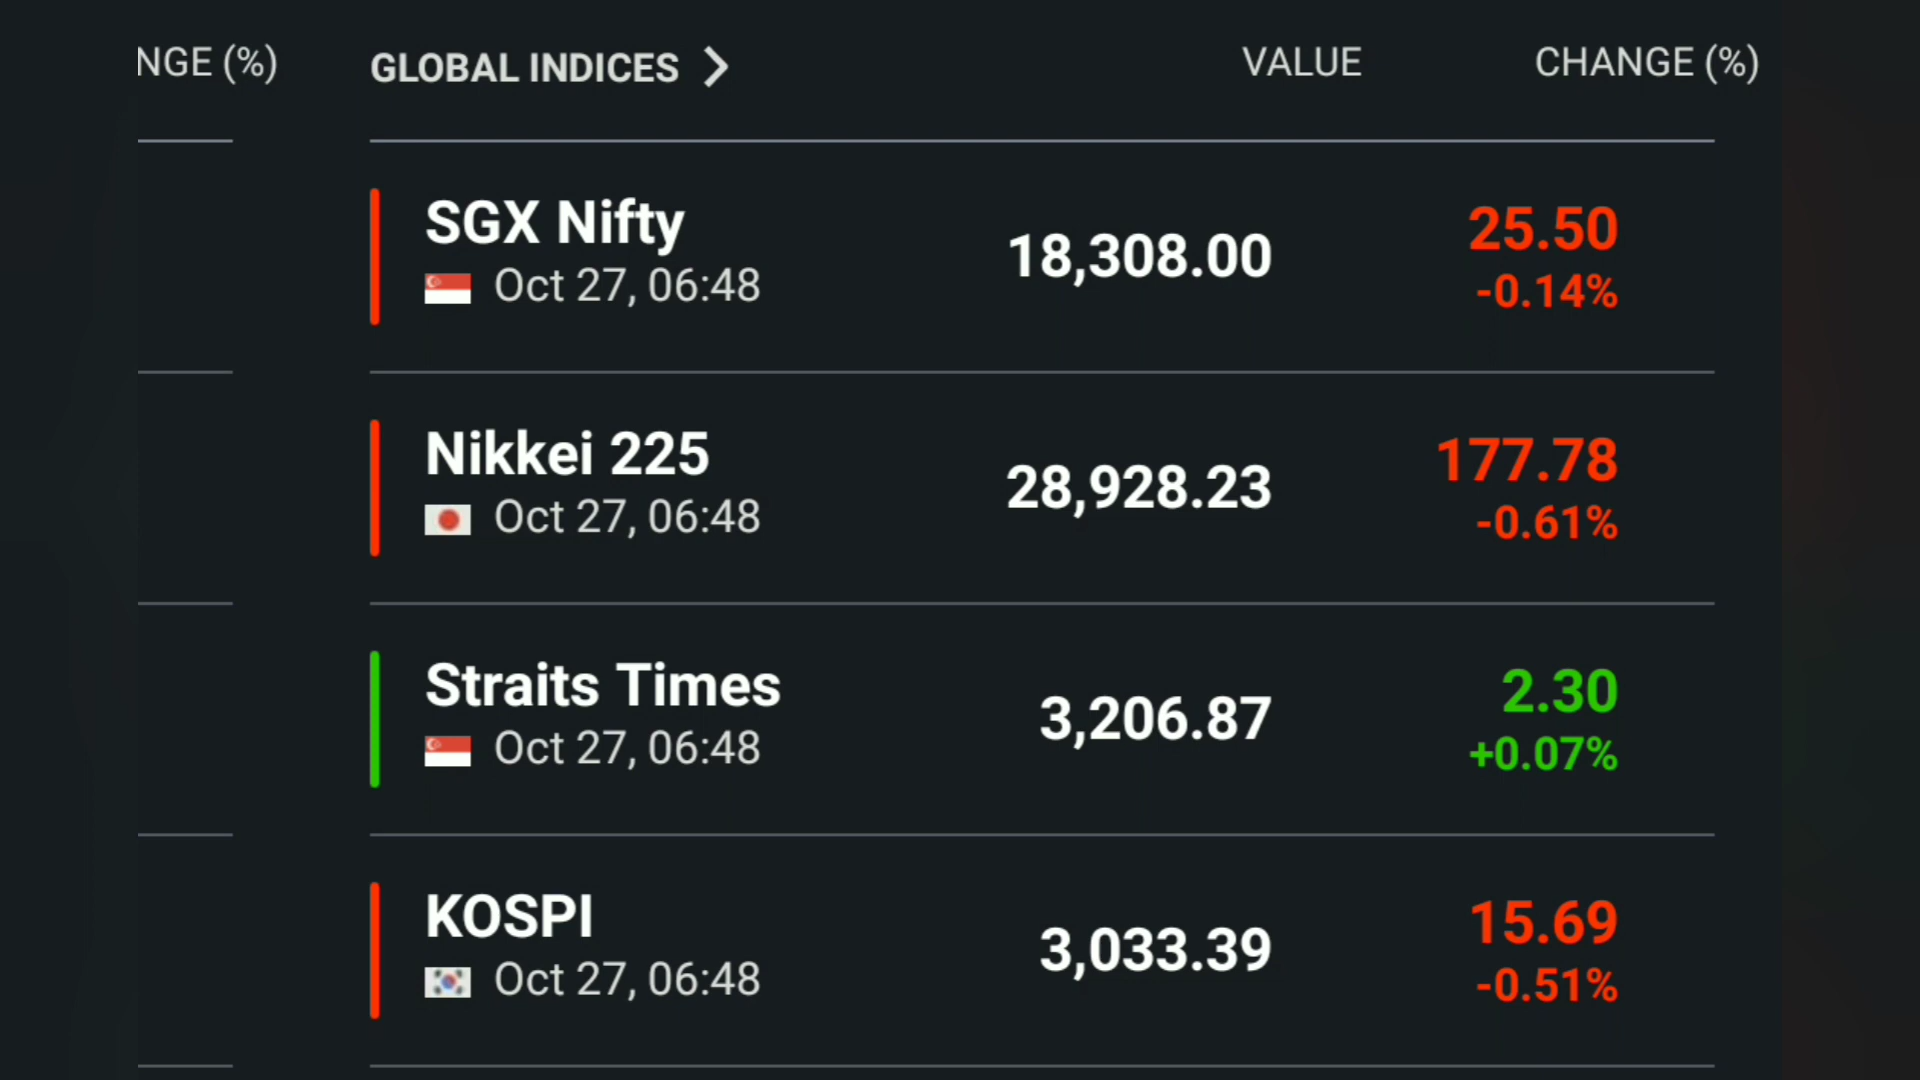 NGE (%)
GLOBAL INDICES VALUE CHANGE (%)
SGX Nifty
Oct 27, 06:48
18,308.00
25.50
-0.14%
Nikkei 225
Oct 27, 06:48
28,928.23
177.78
-0.61%
Straits Times
Oct 27, 06:48
3,206.87
2.30
+0.07%
KOSPI
Oct 27, 06:48
3,033.39
15.69
-0.51%